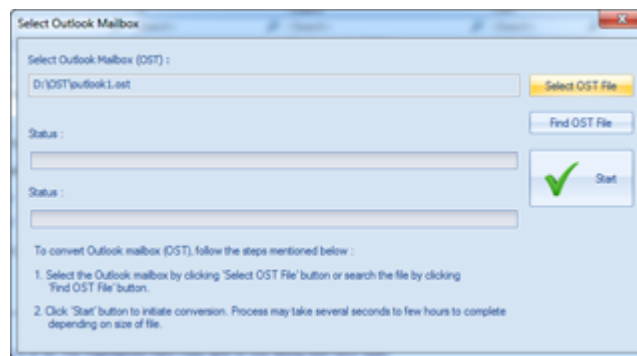 Select Outlook Mailbox
Select Outlook Mailbox (OST) :
D:\OST\outlook1.ost
Select OST File
Find OST File
Status :
Start
Status :
To convert Outlook mailbox (OST), follow the steps mentioned below :
1. Select the Outlook mailbox by clicking 'Select OST File' button or search the file by clicking
'Find OST File' button.
2. Click 'Start' button to initiate conversion. Process may take several seconds to few hours to complete
depending on size of file.